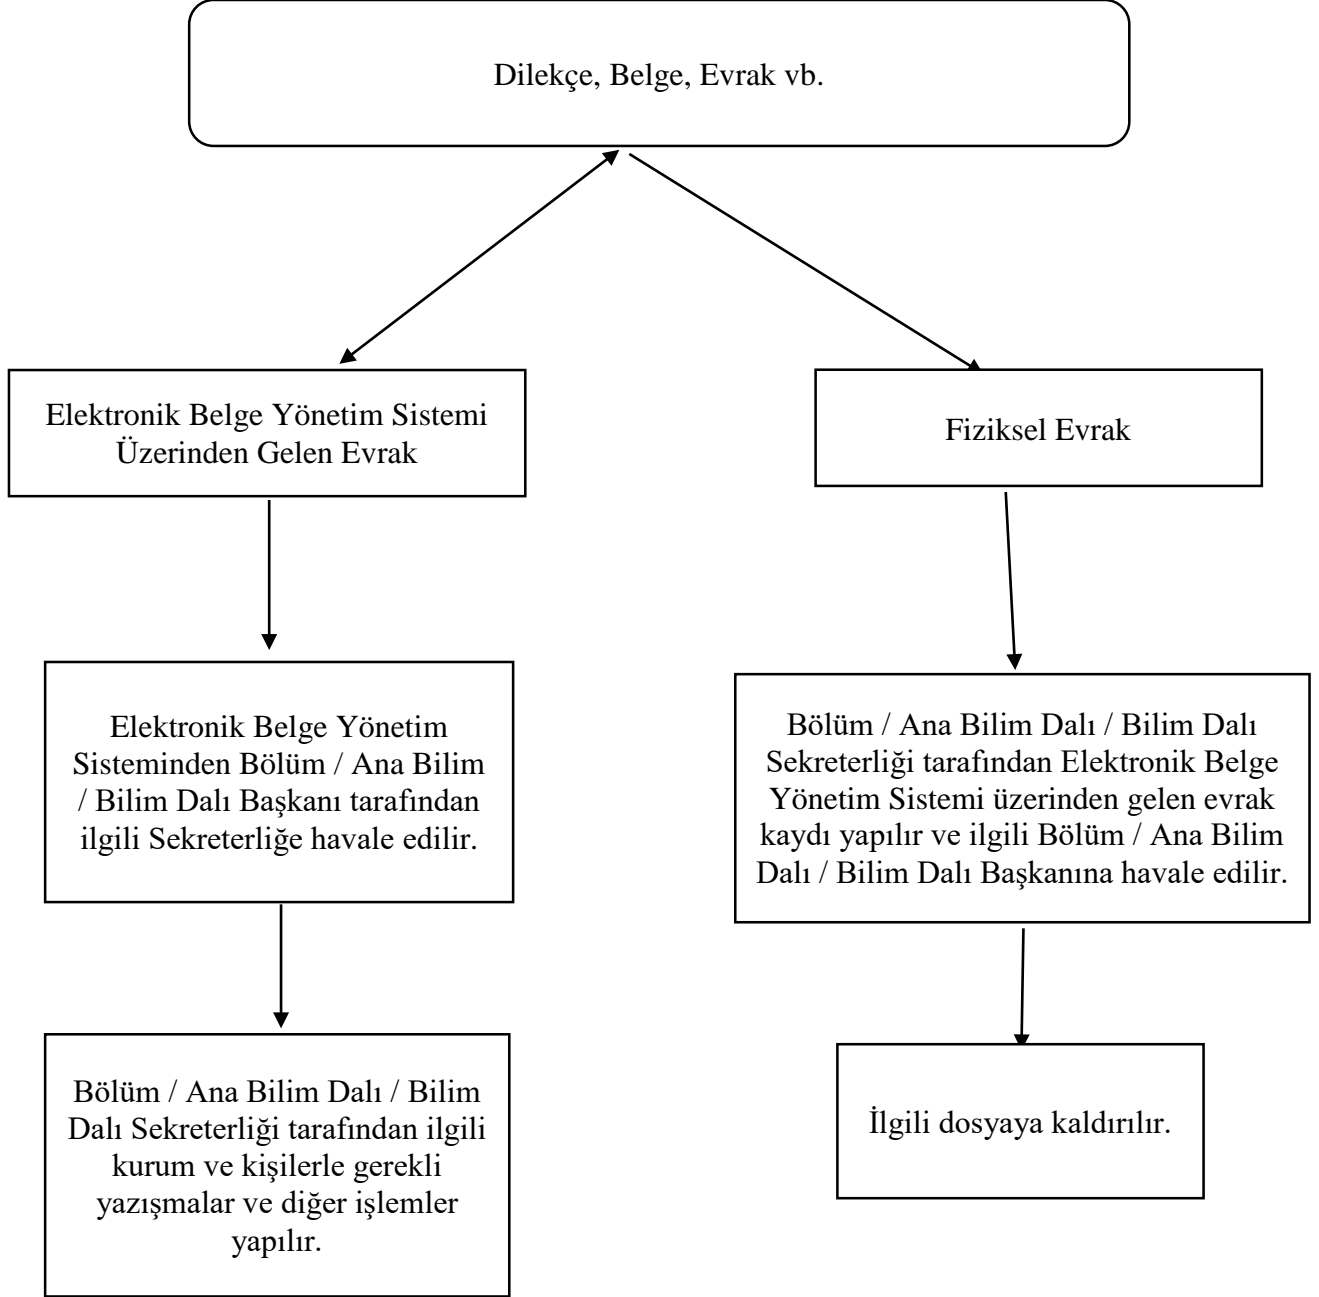 Dilekçe, Belge, Evrak vb.
Elektronik Belge Yönetim Sistemi
Üzerinden Gelen Evrak
Fiziksel Evrak
Elektronik Belge Yönetim
Sisteminden Bölüm / Ana Bilim
/ Bilim Dalı Başkanı tarafından
ilgili Sekreterliğe havale edilir.
Bölüm / Ana Bilim Dalı / Bilim Dalı
Sekreterliği tarafından Elektronik Belge
Yönetim Sistemi üzerinden gelen evrak
kaydı yapılır ve ilgili Bölüm / Ana Bilim
Dalı / Bilim Dalı Başkanına havale edilir.
Bölüm / Ana Bilim Dalı / Bilim
Dalı Sekreterliği tarafından ilgili
kurum ve kişilerle gerekli
yazışmalar ve diğer işlemler
yapılır.
İlgili dosyaya kaldırılır.